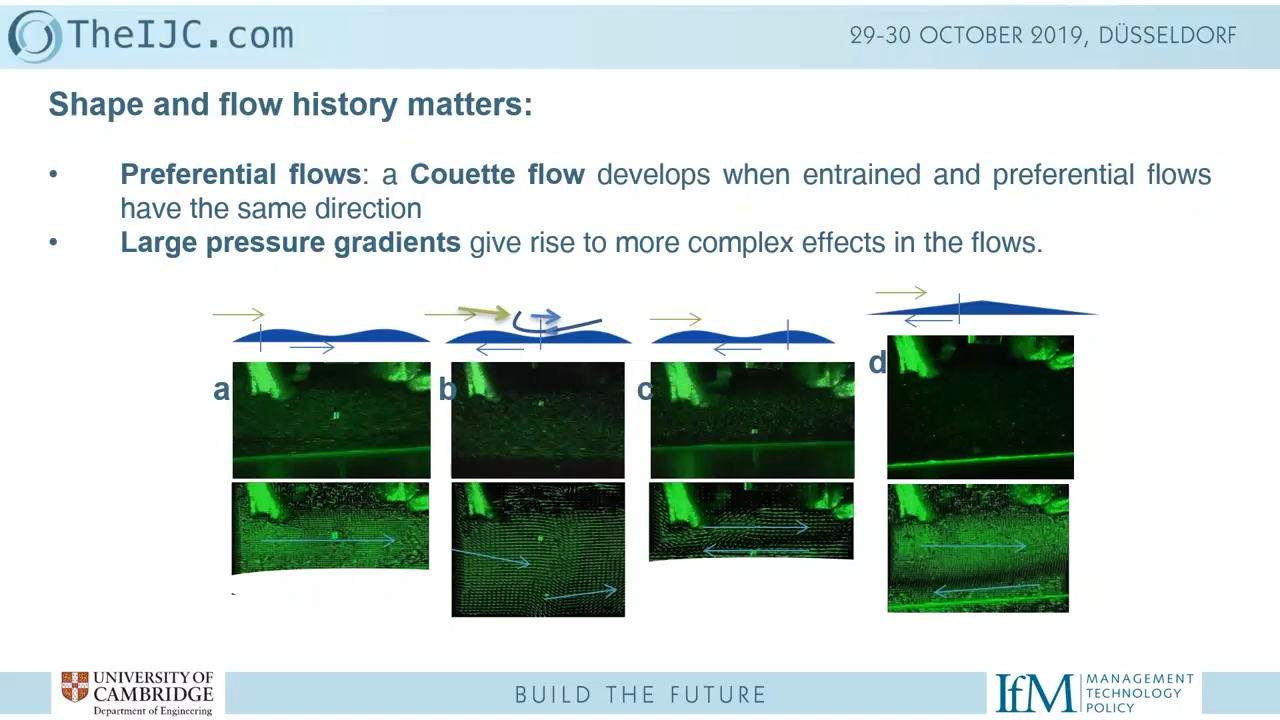 TheIJC.com
29-30 OCTOBER 2019, DÜSSELDORF
Shape and flow history matters:
• Preferential flows: a Couette flow develops when entrained and preferential flows
have the same direction
• Large pressure gradients give rise to more complex effects in the flows.
a
b
c
d
UNIVERSITY OF
CAMBRIDGE
Department of Engineering
BUILD THE FUTURE
IfM
MANAGEMENT
TECHNOLOGY
POLICY